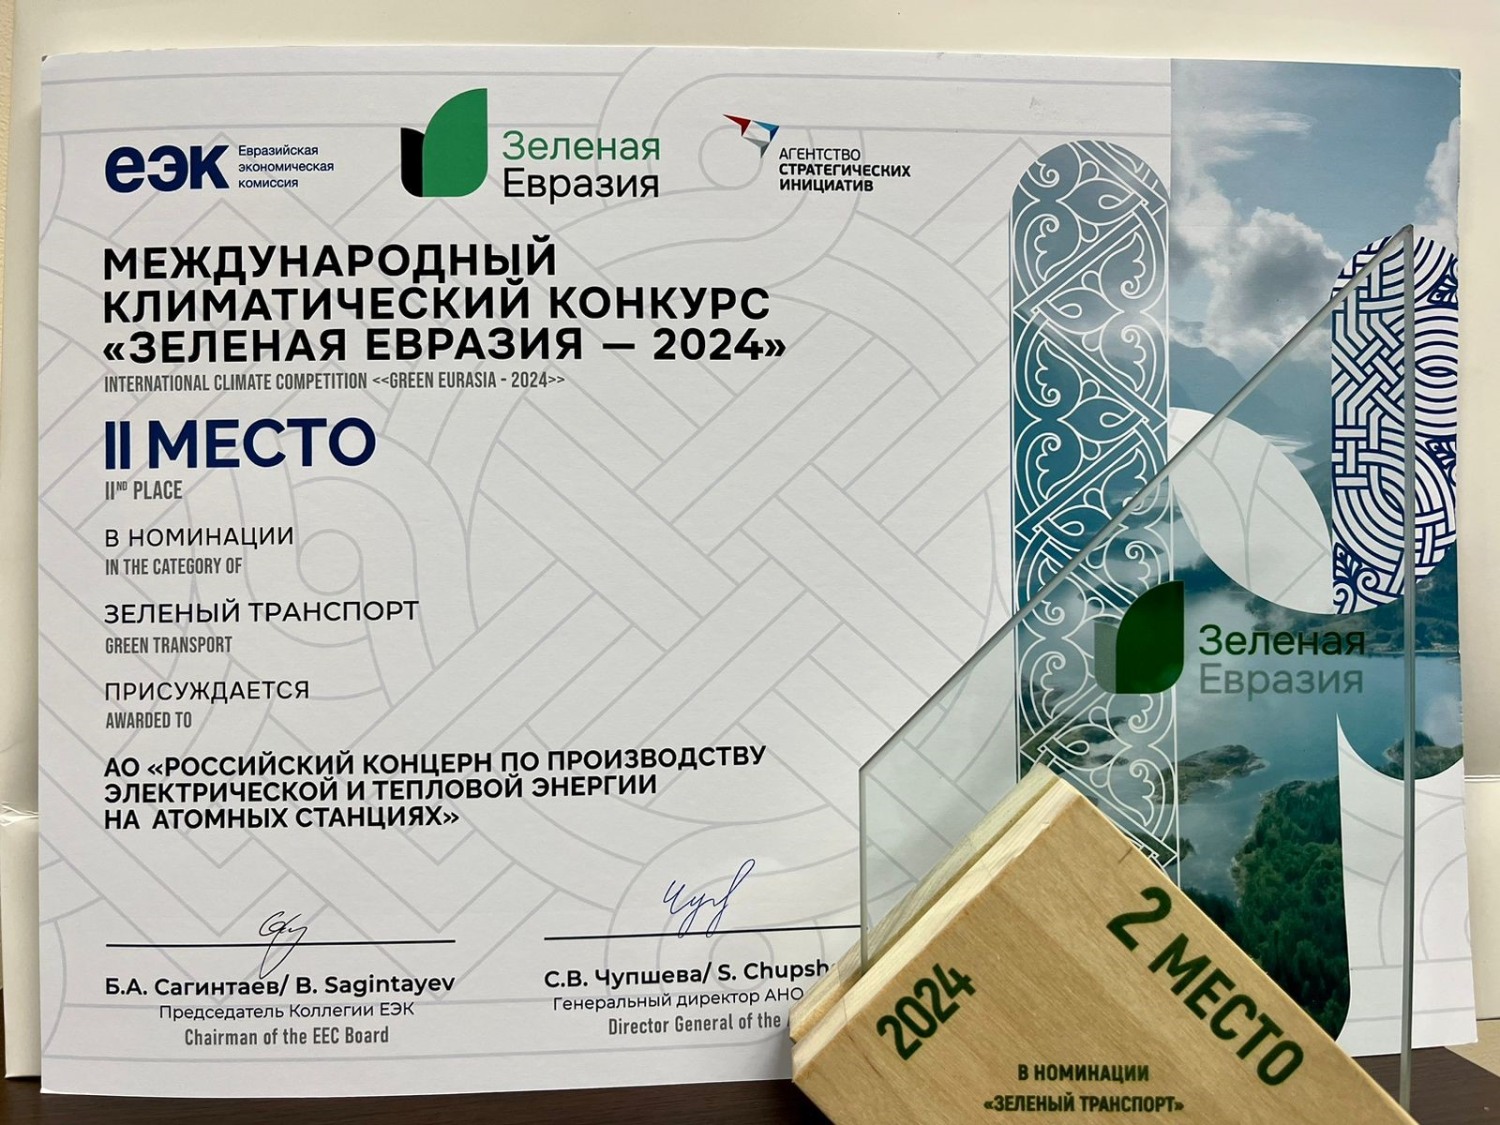 еэк
Евразийская
экономическая
комиссия
Зеленая
Евразия
АГЕНТСТВО
СТРАТЕГИЧЕСКИХ
ИНИЦИАТИВ
МЕЖДУНАРОДНЫЙ
КЛИМАТИЧЕСКИЙ КОНКУРС
«ЗЕЛЕНАЯ ЕВРАЗИЯ — 2024»
INTERNATIONAL CLIMATE COMPETITION <<GREEN EURASIA - 2024>>
II МЕСТО
II ND PLACE
В НОМИНАЦИИ
IN THE CATEGORY OF
ЗЕЛЕНЫЙ ТРАНСПОРТ
GREEN TRANSPORT
ПРИСУЖДАЕТСЯ
AWARDED TO
АО «РОССИЙСКИЙ КОНЦЕРН ПО ПРОИЗВОДСТВУ
ЭЛЕКТРИЧЕСКОЙ И ТЕПЛОВОЙ ЭНЕРГИИ
НА АТОМНЫХ СТАНЦИЯХ»
Б.А. Сагинтаев/ B. Sagintayev
Председатель Коллегии ЕЭК
Chairman of the EEC Board
С.В. Чупшева/ S.
Генеральный директор АНО
Director General of the
Зеленая
Евразия
2024
2 МЕСТО
В НОМИНАЦИИ
«ЗЕЛЕНЫЙ ТРАНСПОРТ»